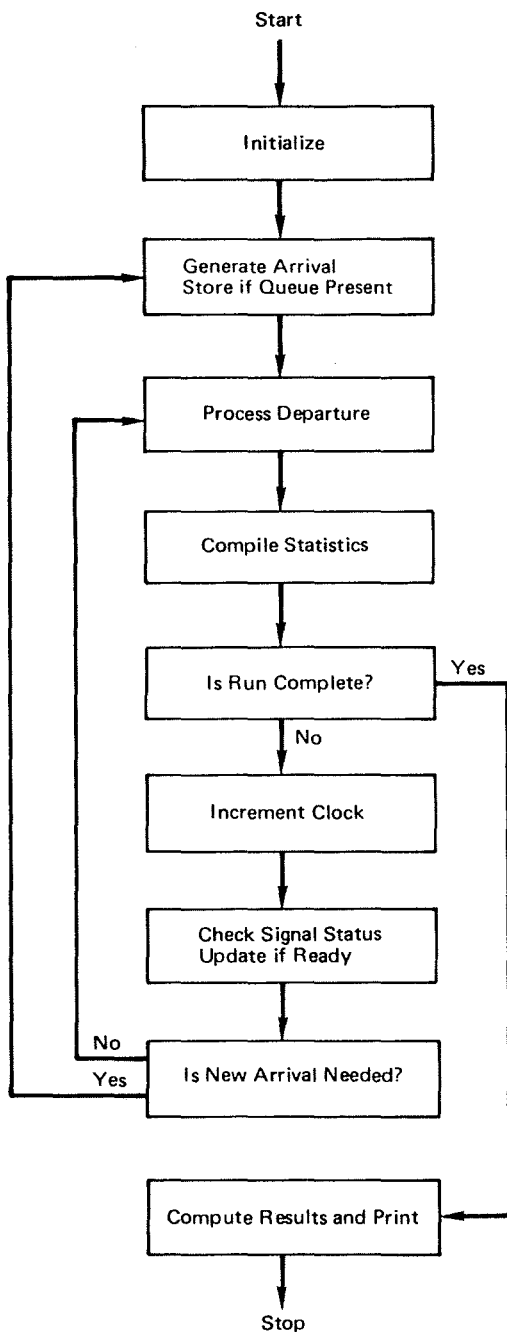 Start
Initialize
Generate Arrival
Store if Queue Present
Process Departure
Compile Statistics
Is Run Complete?
Yes
No
Increment Clock
Check Signal Status
Update if Ready
No
Yes
Is New Arrival Needed?
Compute Results and Print
Stop